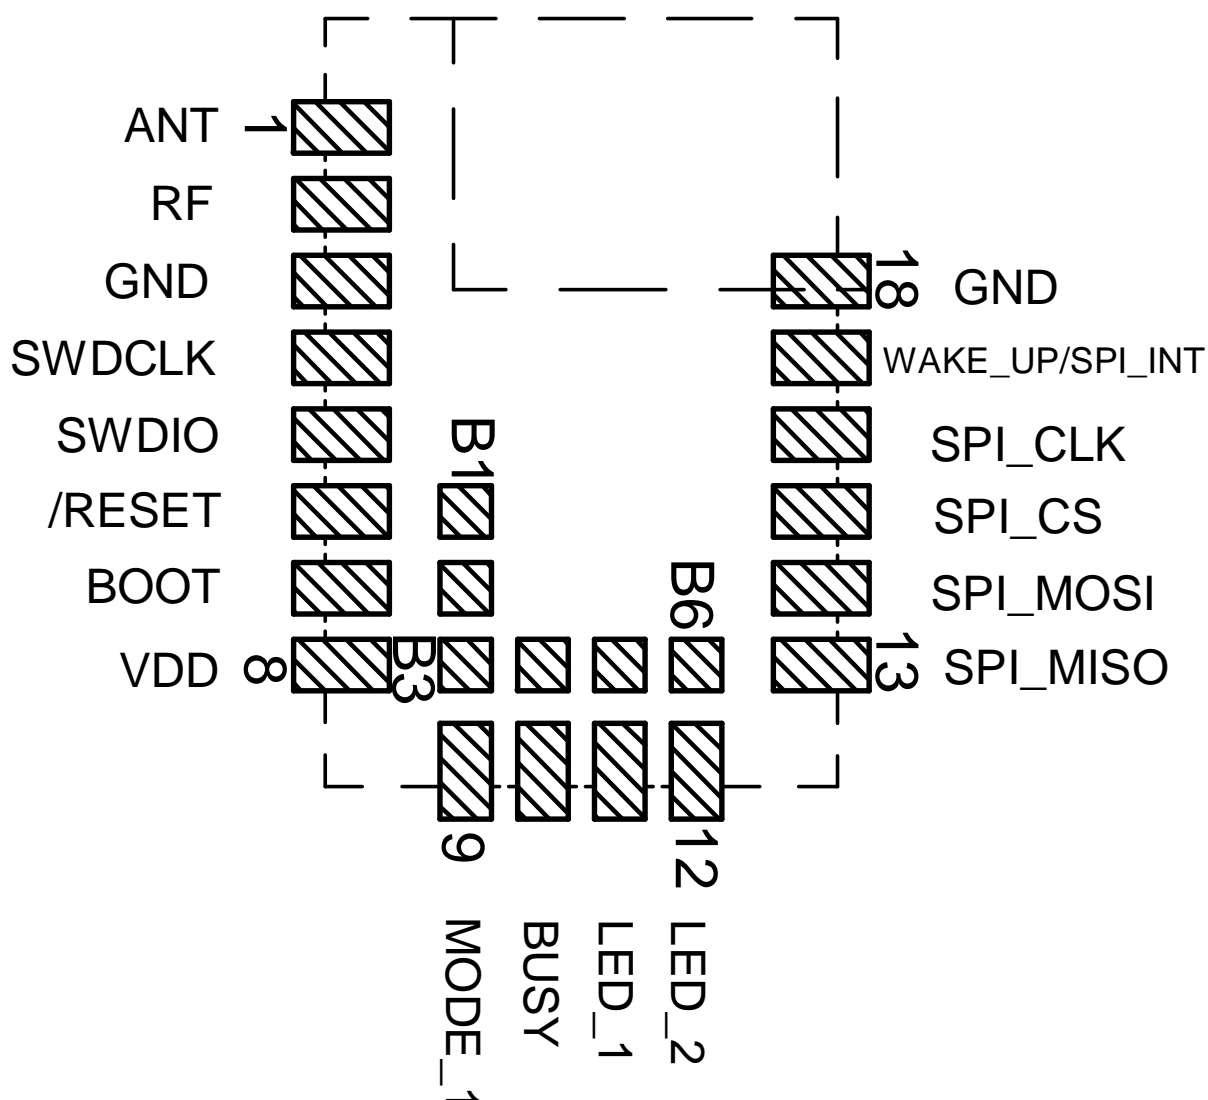 ANT 1
RF
GND
18 GND
SWDCLK
WAKE_UP/SPI_INT
SWDIO
B1
SPI_CLK
/RESET
SPI_CS
BOOT
B6
SPI_MOSI
VDD 8
B3
13 SPI_MISO
9
12
MODE_1
BUSY
LED_1
LED_2